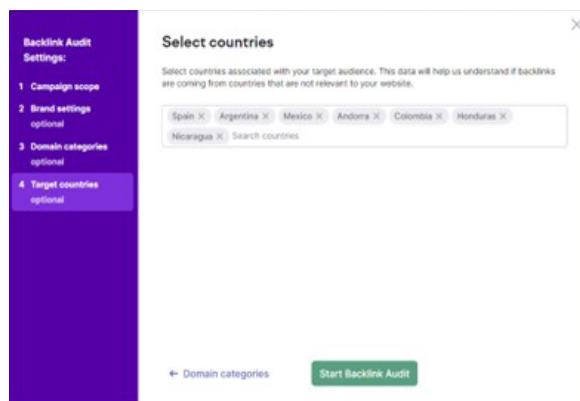 Backlink Audit
Settings:
1 Campaign scope
2 Brand settings
optional
3 Domain categories
optional
4 Target countries
optional
Select countries
Select countries associated with your target audience. This data will help us understand if backlinks
are coming from countries that are not relevant to your website.
Spain × Argentina × Mexico × Andorra × Colombia × Honduras ×
Nicaragua × Search countries
← Domain categories
Start Backlink Audit